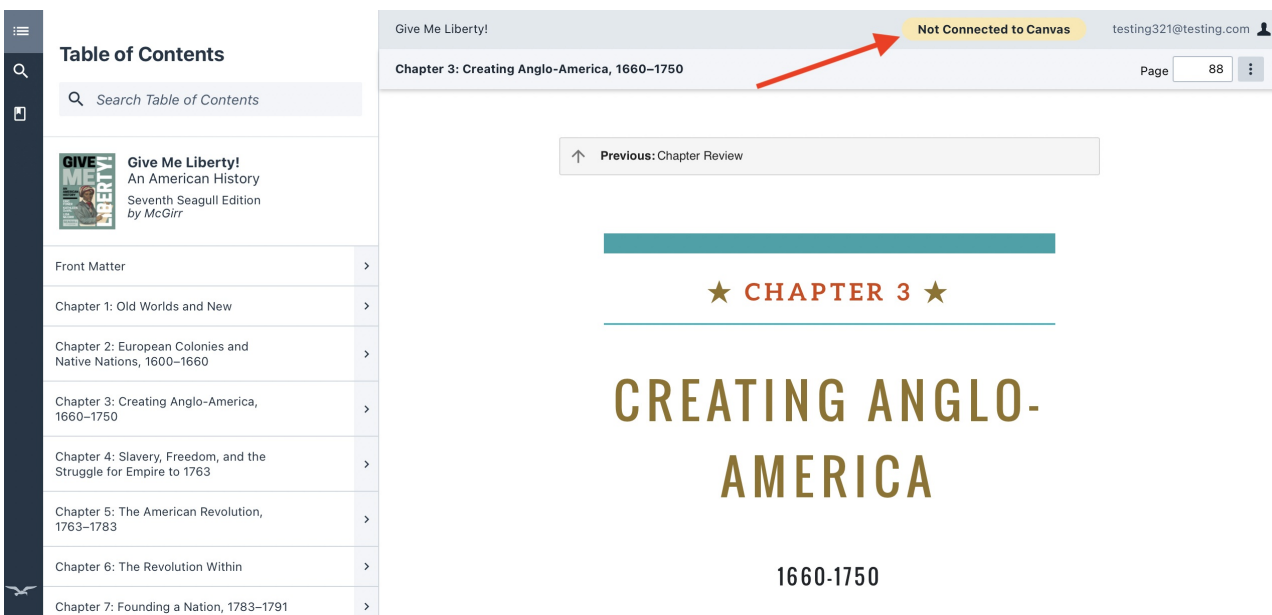 Give Me Liberty!
Not Connected to Canvas
testing321@testing.com
Table of Contents
Chapter 3: Creating Anglo-America, 1660–1750
Page 88
Search Table of Contents
Previous: Chapter Review
GIVE ME LIBERTY!
Give Me Liberty!
An American History
Seventh Seagull Edition
by McGirr
Front Matter
Chapter 1: Old Worlds and New
Chapter 2: European Colonies and
Native Nations, 1600–1660
Chapter 3: Creating Anglo-America,
1660–1750
Chapter 4: Slavery, Freedom, and the
Struggle for Empire to 1763
Chapter 5: The American Revolution,
1763–1783
Chapter 6: The Revolution Within
Chapter 7: Founding a Nation, 1783–1791
★ CHAPTER 3 ★
CREATING ANGLO-
AMERICA
1660-1750